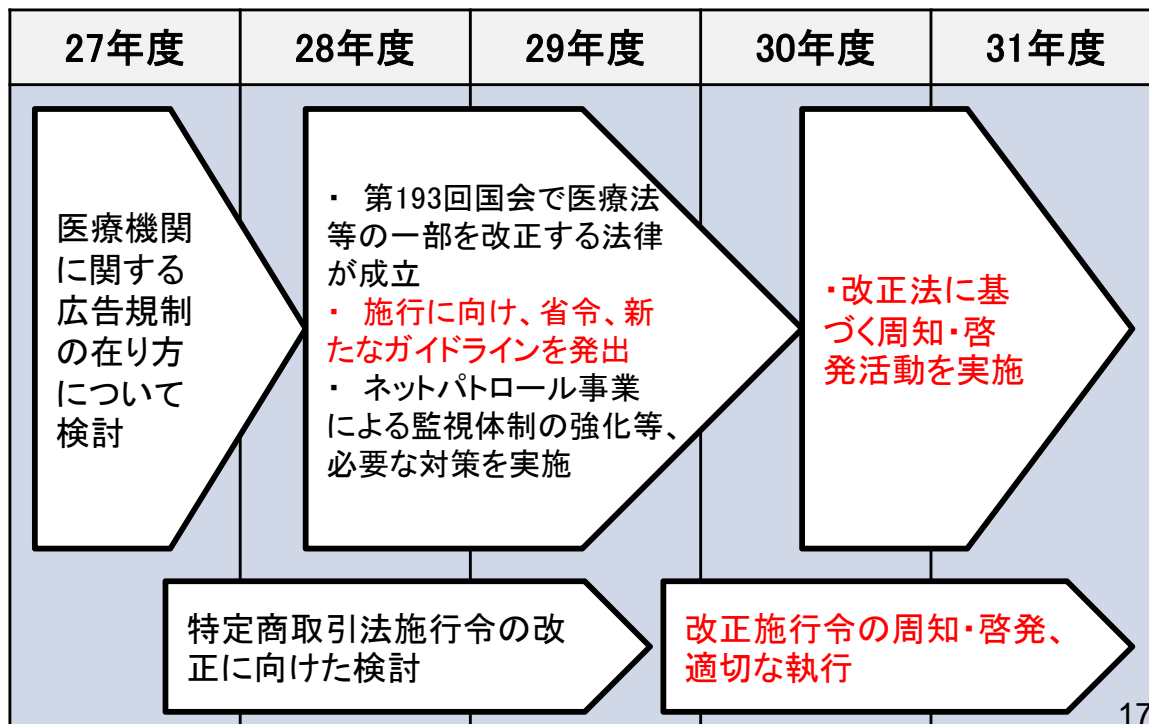 27年度 28年度 29年度 30年度 31年度
医療機関
に関する
広告規制
の在り方
について
検討
・ 第193回国会で医療法
等の一部を改正する法律
が成立
・ 施行に向け、省令、新
たなガイドラインを発出
・ ネットパトロール事業
による監視体制の強化等、
必要な対策を実施
・改正法に基
づく周知・啓
発活動を実施
特定商取引法施行令の改
正に向けた検討
改正施行令の周知・啓発、
適切な執行
17